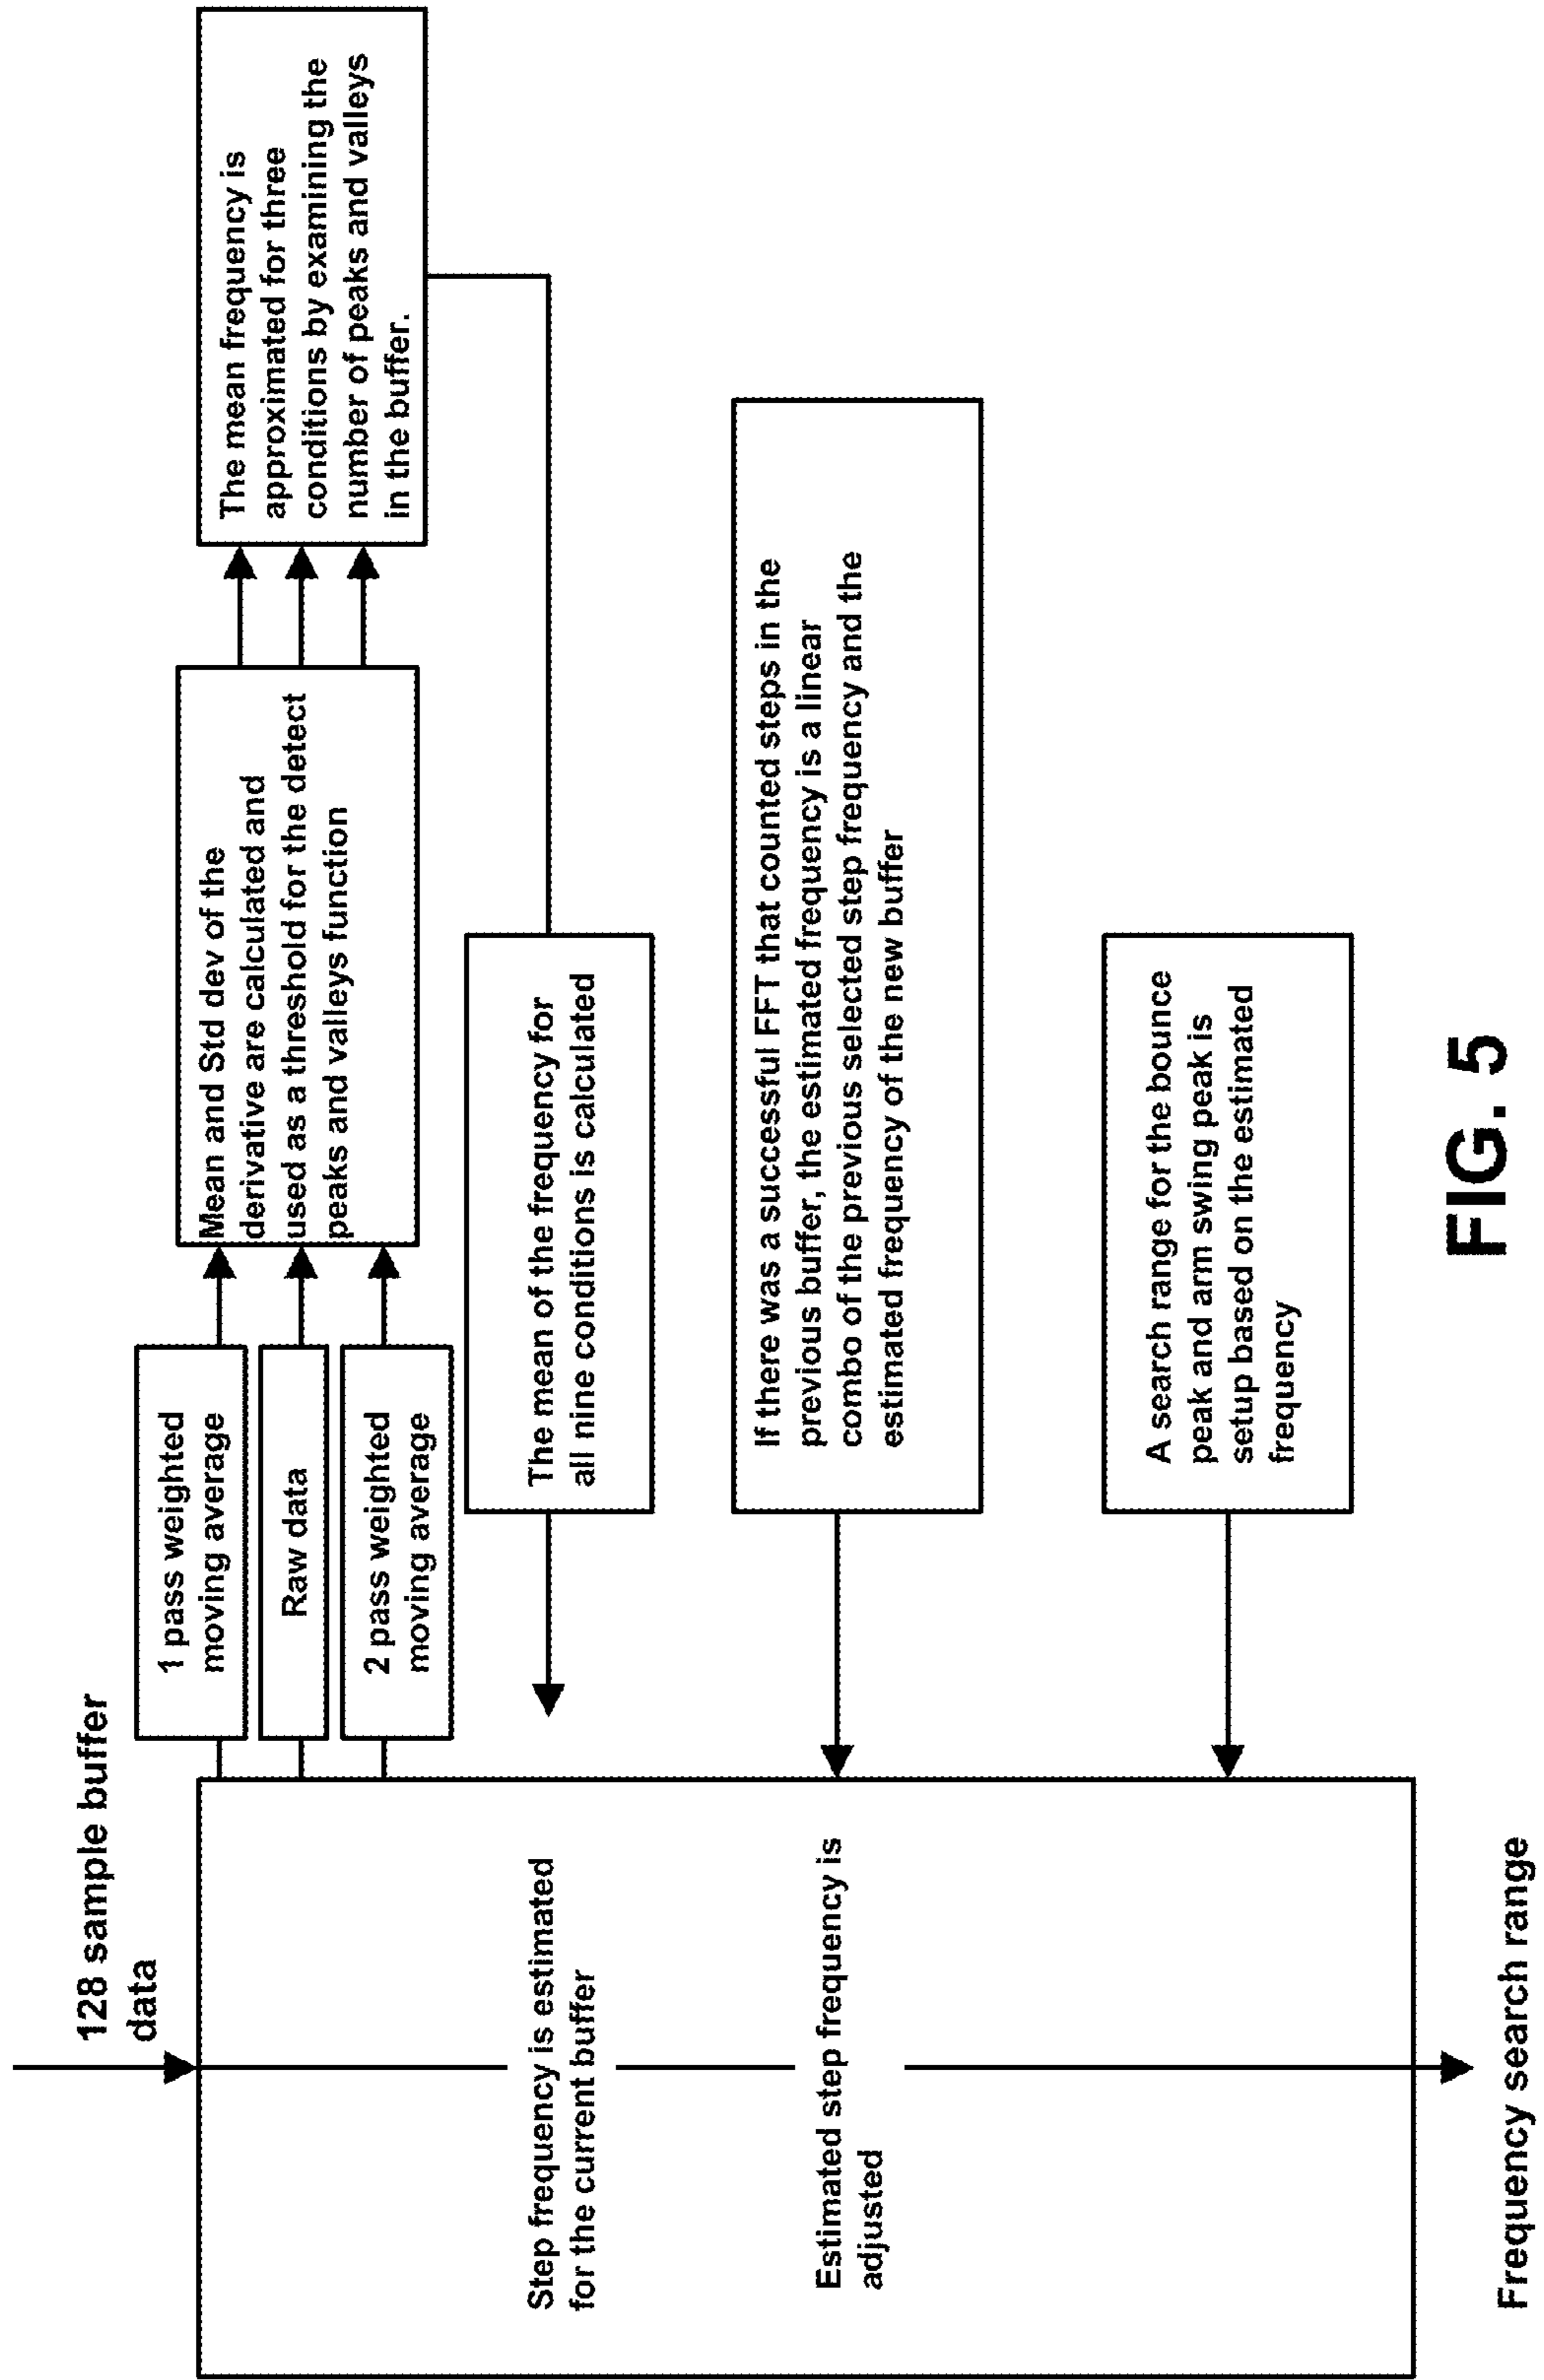 128 sample buffer
data
1 pass weighted
moving average
Raw data
2 pass weighted
moving average
Mean and Std dev of the
derivative are calculated and
used as a threshold for the detect
peaks and valleys function
The mean frequency is
approximated for three
conditions by examining the
number of peaks and valleys
in the buffer.
Step frequency is estimated
for the current buffer
The mean of the frequency for
all nine conditions is calculated
Estimated step frequency is
adjusted
If there was a successful FFT that counted steps in the
previous buffer, the estimated frequency is a linear
combo of the previous selected step frequency and the
estimated frequency of the new buffer
A search range for the bounce
peak and arm swing peak is
setup based on the estimated
frequency
Frequency search range
FIG. 5